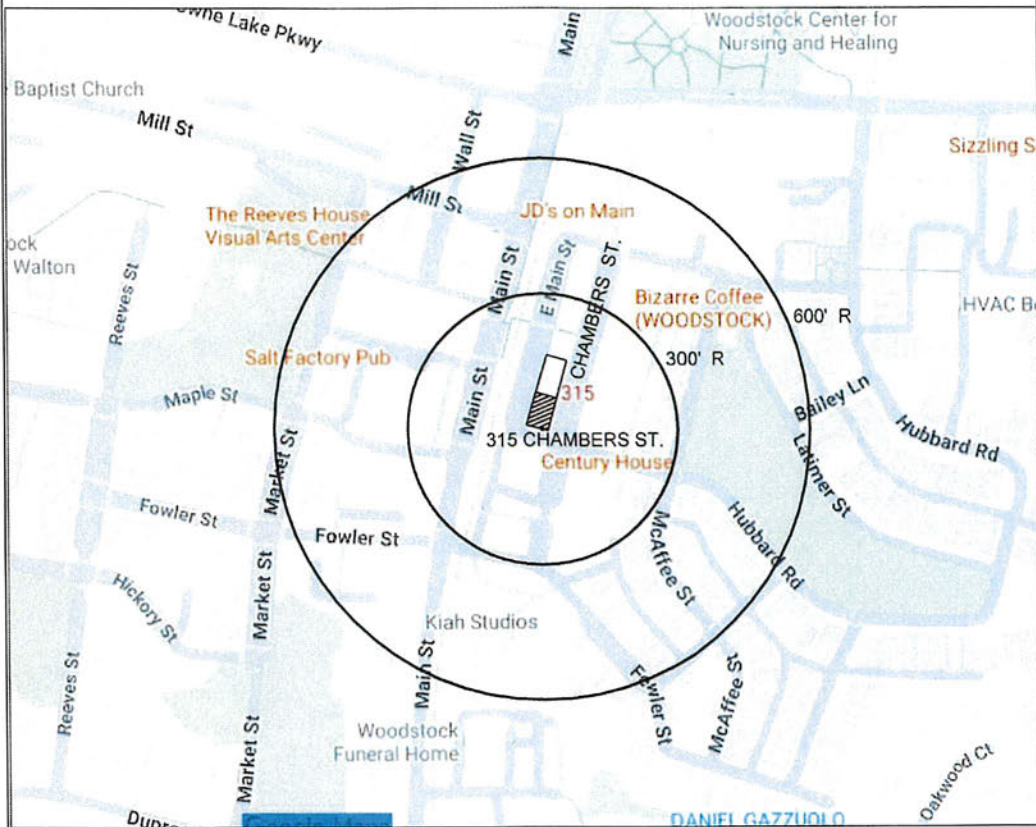 owne Lake Pkwy
Main
Woodstock Center for
Nursing and Healing
Baptist Church
Mill St
Wall St
Sizzling S
Mill St
The Reeves House
Visual Arts Center
JD's on Main
ock
Walton
Reeves St
Main St
E Main St
CHAMBERS ST.
Bizarre Coffee
(WOODSTOCK)
600' R
HVAC Be
300' R
Salt Factory Pub
Maple St
Main St
315
Bailey Ln
Hubbard Rd
315 CHAMBERS ST.
Century House
Market St
Latimer St
Fowler St
Fowler St
McAffee St
Hubbard Rd
Hickory St
Market St
Kiah Studios
Main St
Reeves St
Fowler St
McAffee St
Woodstock
Funeral Home
Market St
Oakwood Ct
Dupre
DANIEL GAZZUOLO